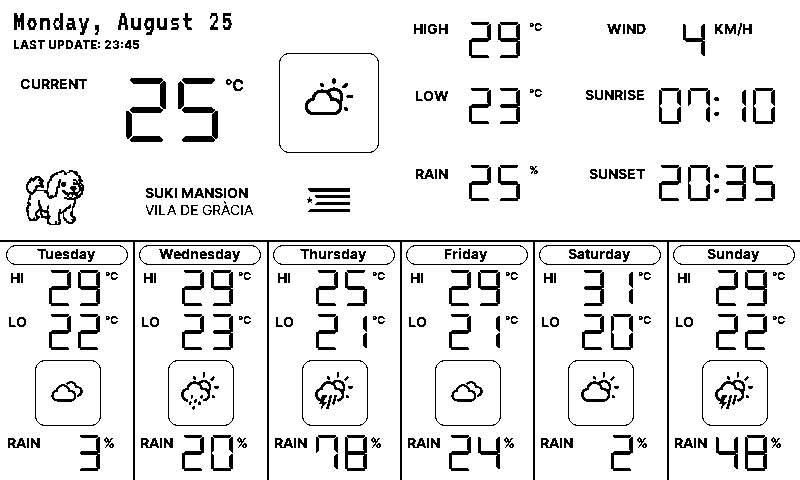 Monday, August 25
LAST UPDATE: 23:45
CURRENT 25 °C
SUKI MANSION
VILA DE GRÀCIA
HIGH 29 °C
LOW 23 °C
RAIN 25 %
WIND 4 KM/H
SUNRISE 07:10
SUNSET 20:35
Tuesday
HI 29 °C
LO 22 °C
RAIN 3 %
Wednesday
HI 29 °C
LO 23 °C
RAIN 20 %
Thursday
HI 25 °C
LO 21 °C
RAIN 78 %
Friday
HI 29 °C
LO 21 °C
RAIN 24 %
Saturday
HI 31 °C
LO 20 °C
RAIN 2 %
Sunday
HI 29 °C
LO 22 °C
RAIN 48 %